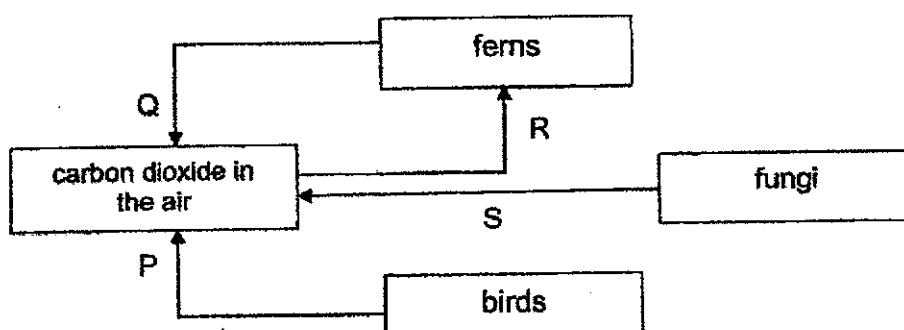 ferns
Q
R
carbon dioxide in
the air
fungi
S
P
birds